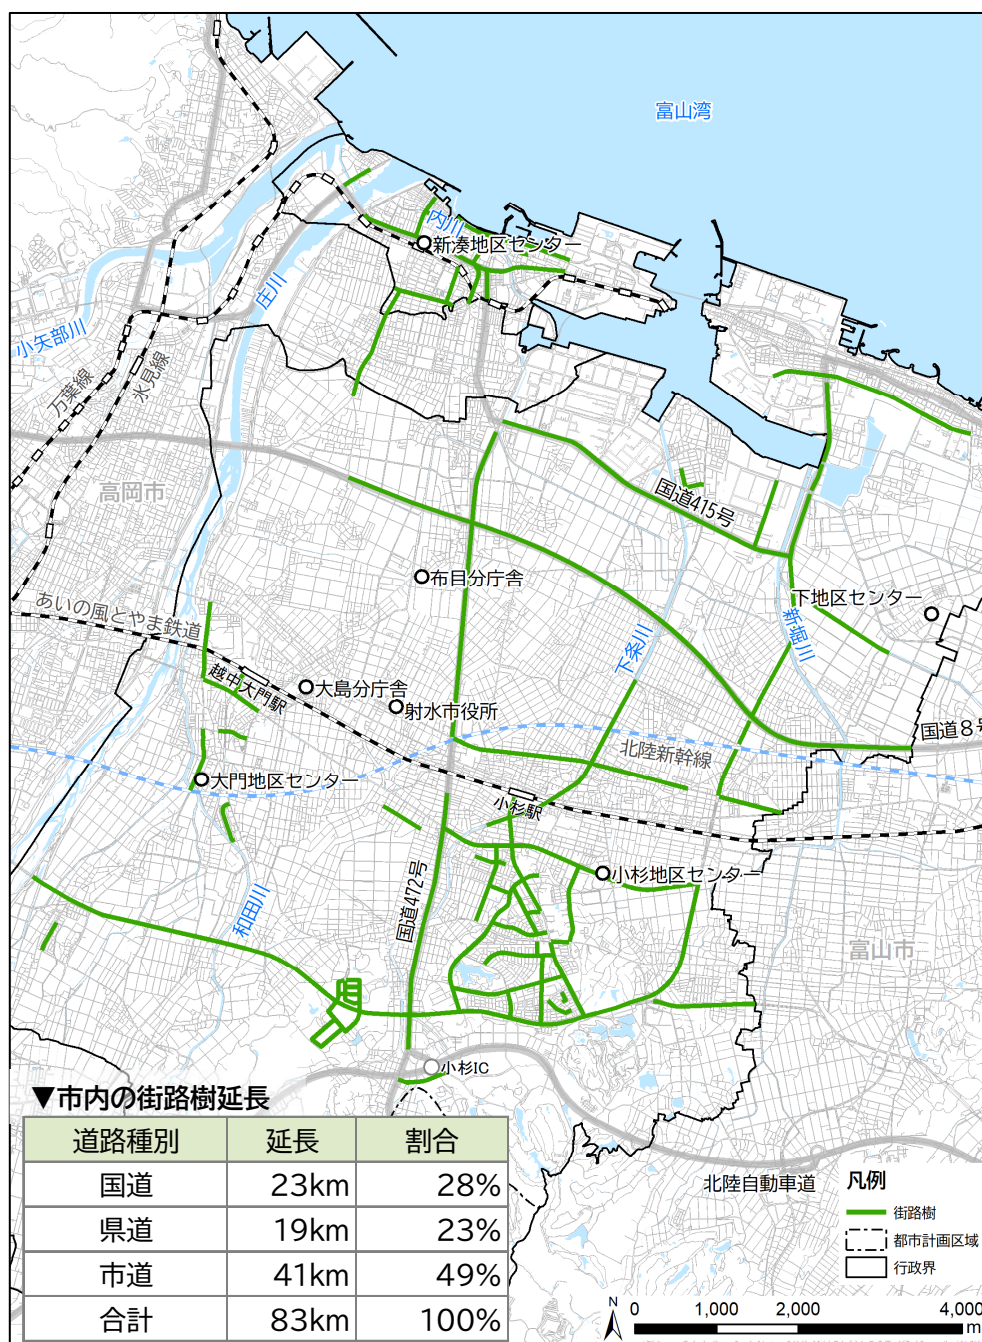 富山湾
内川
新湊地区センター
庄川
小矢部川
万葉線
氷見線
高岡市
国道415号
布目分庁舎
下地区センター
あいの風とやま鉄道
下条川
新堀川
越中大門駅
大島分庁舎
射水市役所
国道8号
北陸新幹線
大門地区センター
小杉駅
小杉地区センター
国道472号
和田川
富山市
小杉IC
▼市内の街路樹延長
道路種別 延長 割合
国道 23km 28%
県道 19km 23%
市道 41km 49%
合計 83km 100%
北陸自動車道
凡例
街路樹
都市計画区域
行政界
N
0 1,000 2,000 4,000
m